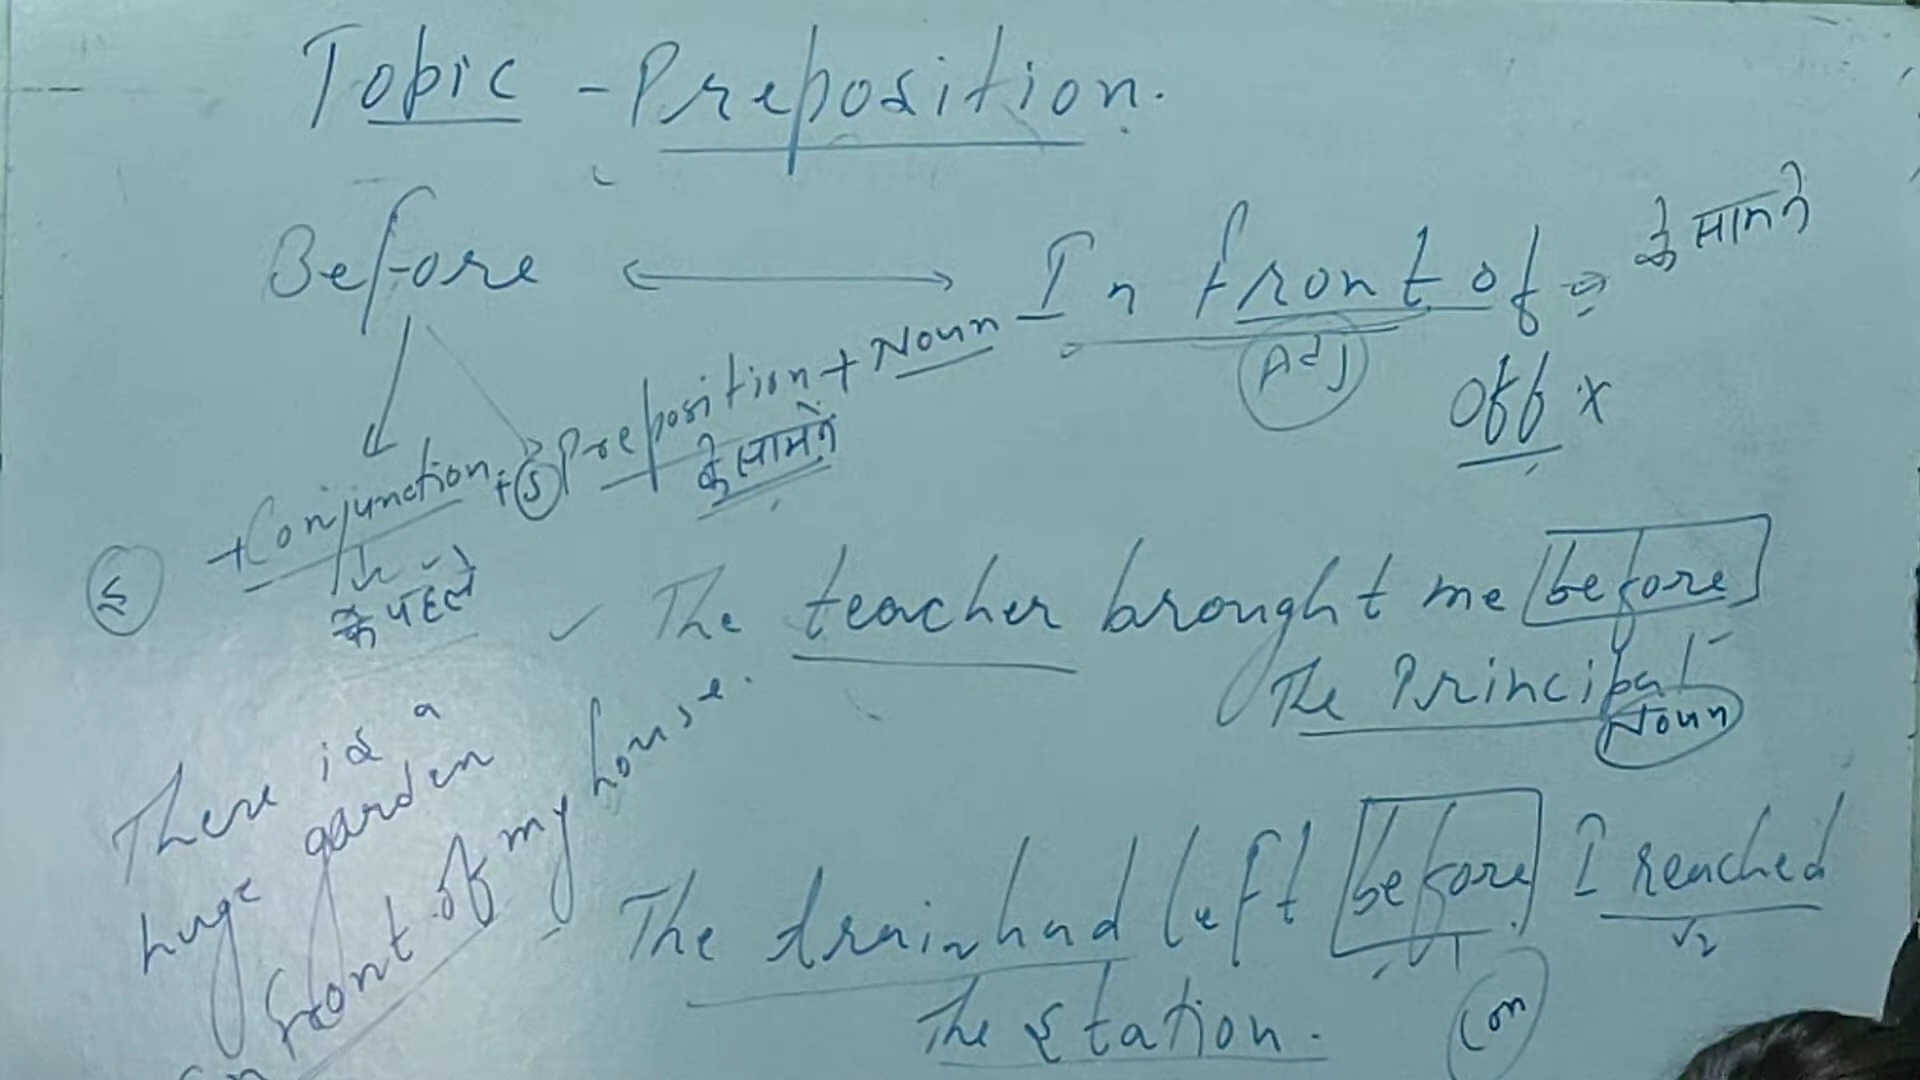 Topic - Preposition.
Before ⟷ In front of = के सामने
Adj
Off x
S + Conjunction + S
के पहले
Preposition + Noun
के सामने
✓ The teacher brought me before
The Principal
Noun
There is a
huge garden
in front of my house.
The train had left before I reached
V2
The station.
Con